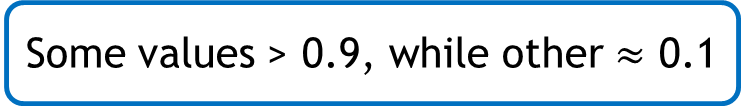 Some values > 0.9, while other ≈ 0.1